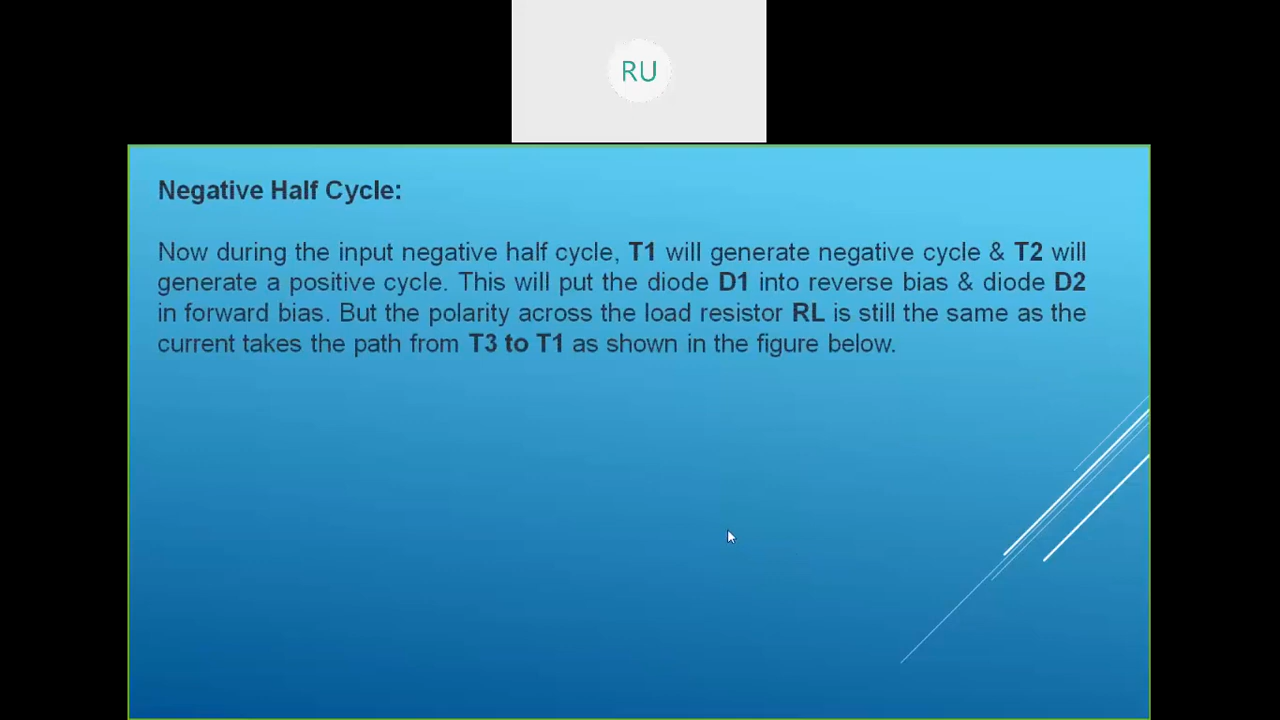 RU
Negative Half Cycle:
Now during the input negative half cycle, T1 will generate negative cycle & T2 will
generate a positive cycle. This will put the diode D1 into reverse bias & diode D2
in forward bias. But the polarity across the load resistor RL is still the same as the
current takes the path from T3 to T1 as shown in the figure below.